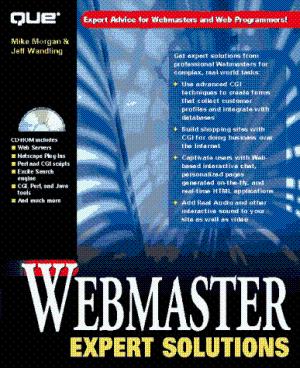 QUE®
Expert Advice for Webmasters and Web Programmers!
Mike Morgan &
Jeff Wandling
Get expert solutions from
professional Webmasters for
complex, real world tasks:
Use advanced CGI
techniques to create forms
that collect customer
profiles and integrate with
databases
Build shopping sites with
CGI for doing business over
the Internet
Captivate users with Web-
based interactive chat,
personalized pages
generated on-the-fly, and
real-time HTML applications
Add Real Audio and other
interactive sound to your
site as well as video
CD-ROM includes
Web Servers
Netscape Plug-Ins
Perl and CGI scripts
Excite Search
engine
CGI, Perl, and Java
Tools
And much more
WEBMASTER
EXPERT SOLUTIONS